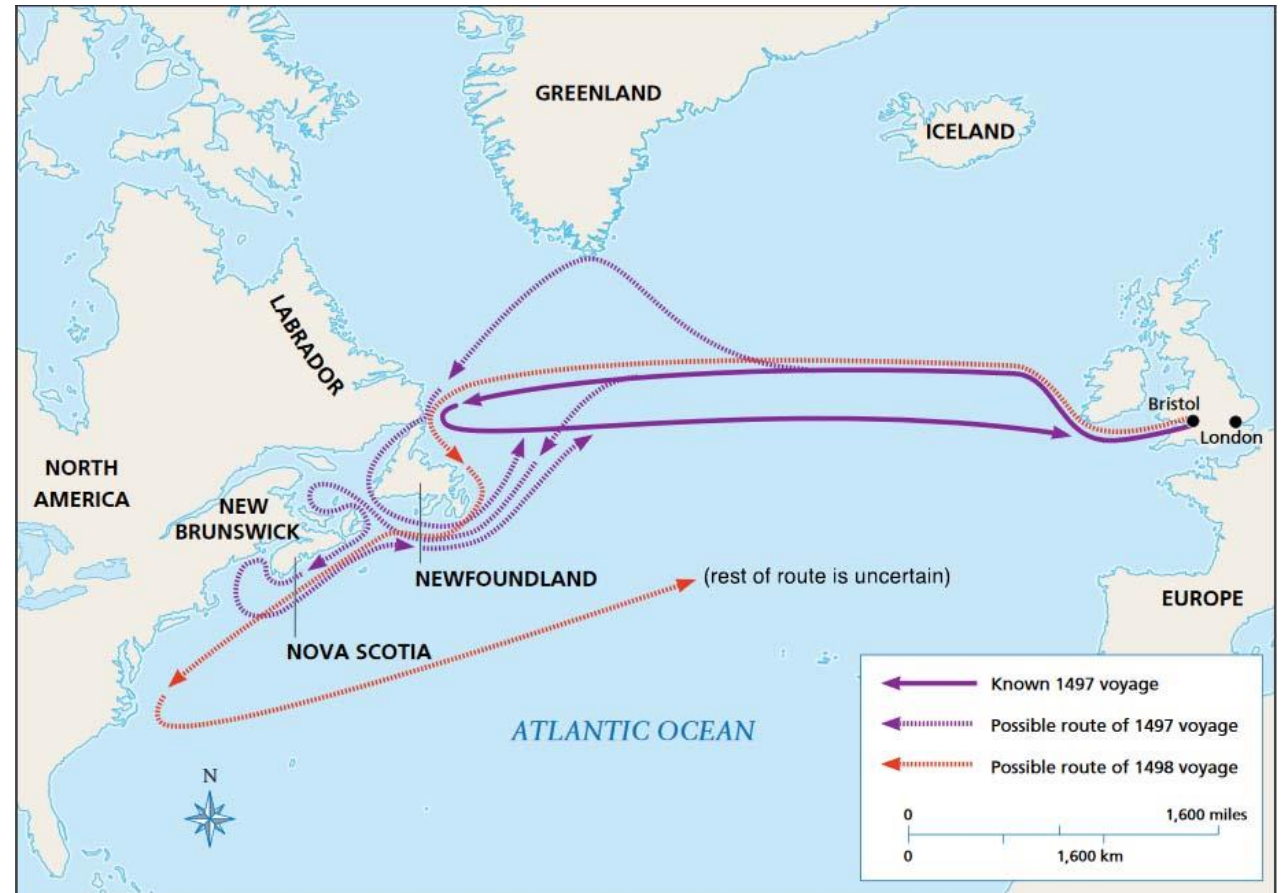 GREENLAND
ICELAND
LABRADOR
Bristol
London
NORTH
AMERICA
NEW
BRUNSWICK
NEWFOUNDLAND
(rest of route is uncertain)
EUROPE
NOVA SCOTIA
ATLANTIC OCEAN
N
Known 1497 voyage
Possible route of 1497 voyage
Possible route of 1498 voyage
0 1,600 miles
0 1,600 km